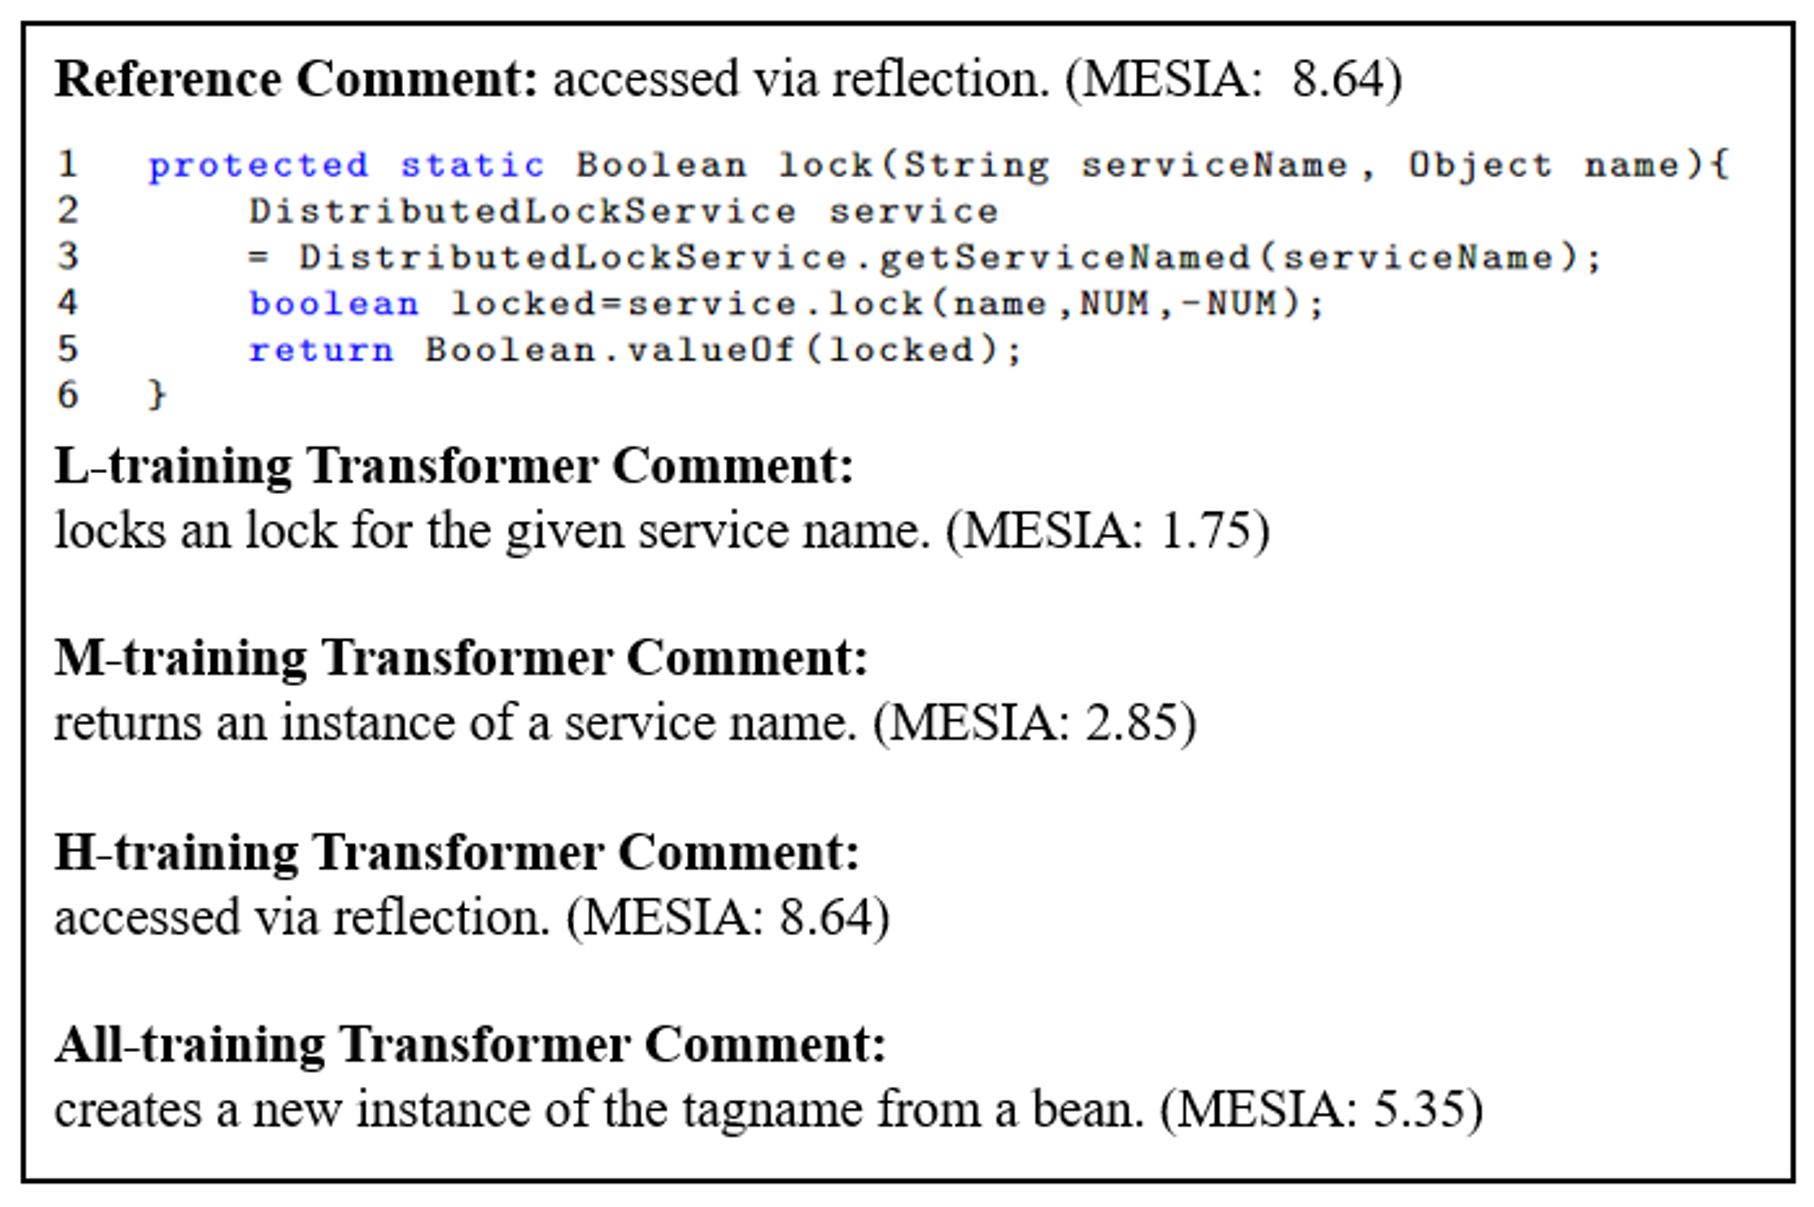 Reference Comment: accessed via reflection. (MESIA: 8.64)
1 protected static Boolean lock(String serviceName, Object name){
2 DistributedLockService service
3 = DistributedLockService.getServiceNamed(serviceName);
4 boolean locked=service.lock(name,NUM,-NUM);
5 return Boolean.valueOf(locked);
6 }
L-training Transformer Comment:
locks an lock for the given service name. (MESIA: 1.75)
M-training Transformer Comment:
returns an instance of a service name. (MESIA: 2.85)
H-training Transformer Comment:
accessed via reflection. (MESIA: 8.64)
All-training Transformer Comment:
creates a new instance of the tagname from a bean. (MESIA: 5.35)